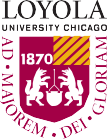 LOYOLA
UNIVERSITY CHICAGO
1870
AD • MAJOREM • DEI • GLORIAM